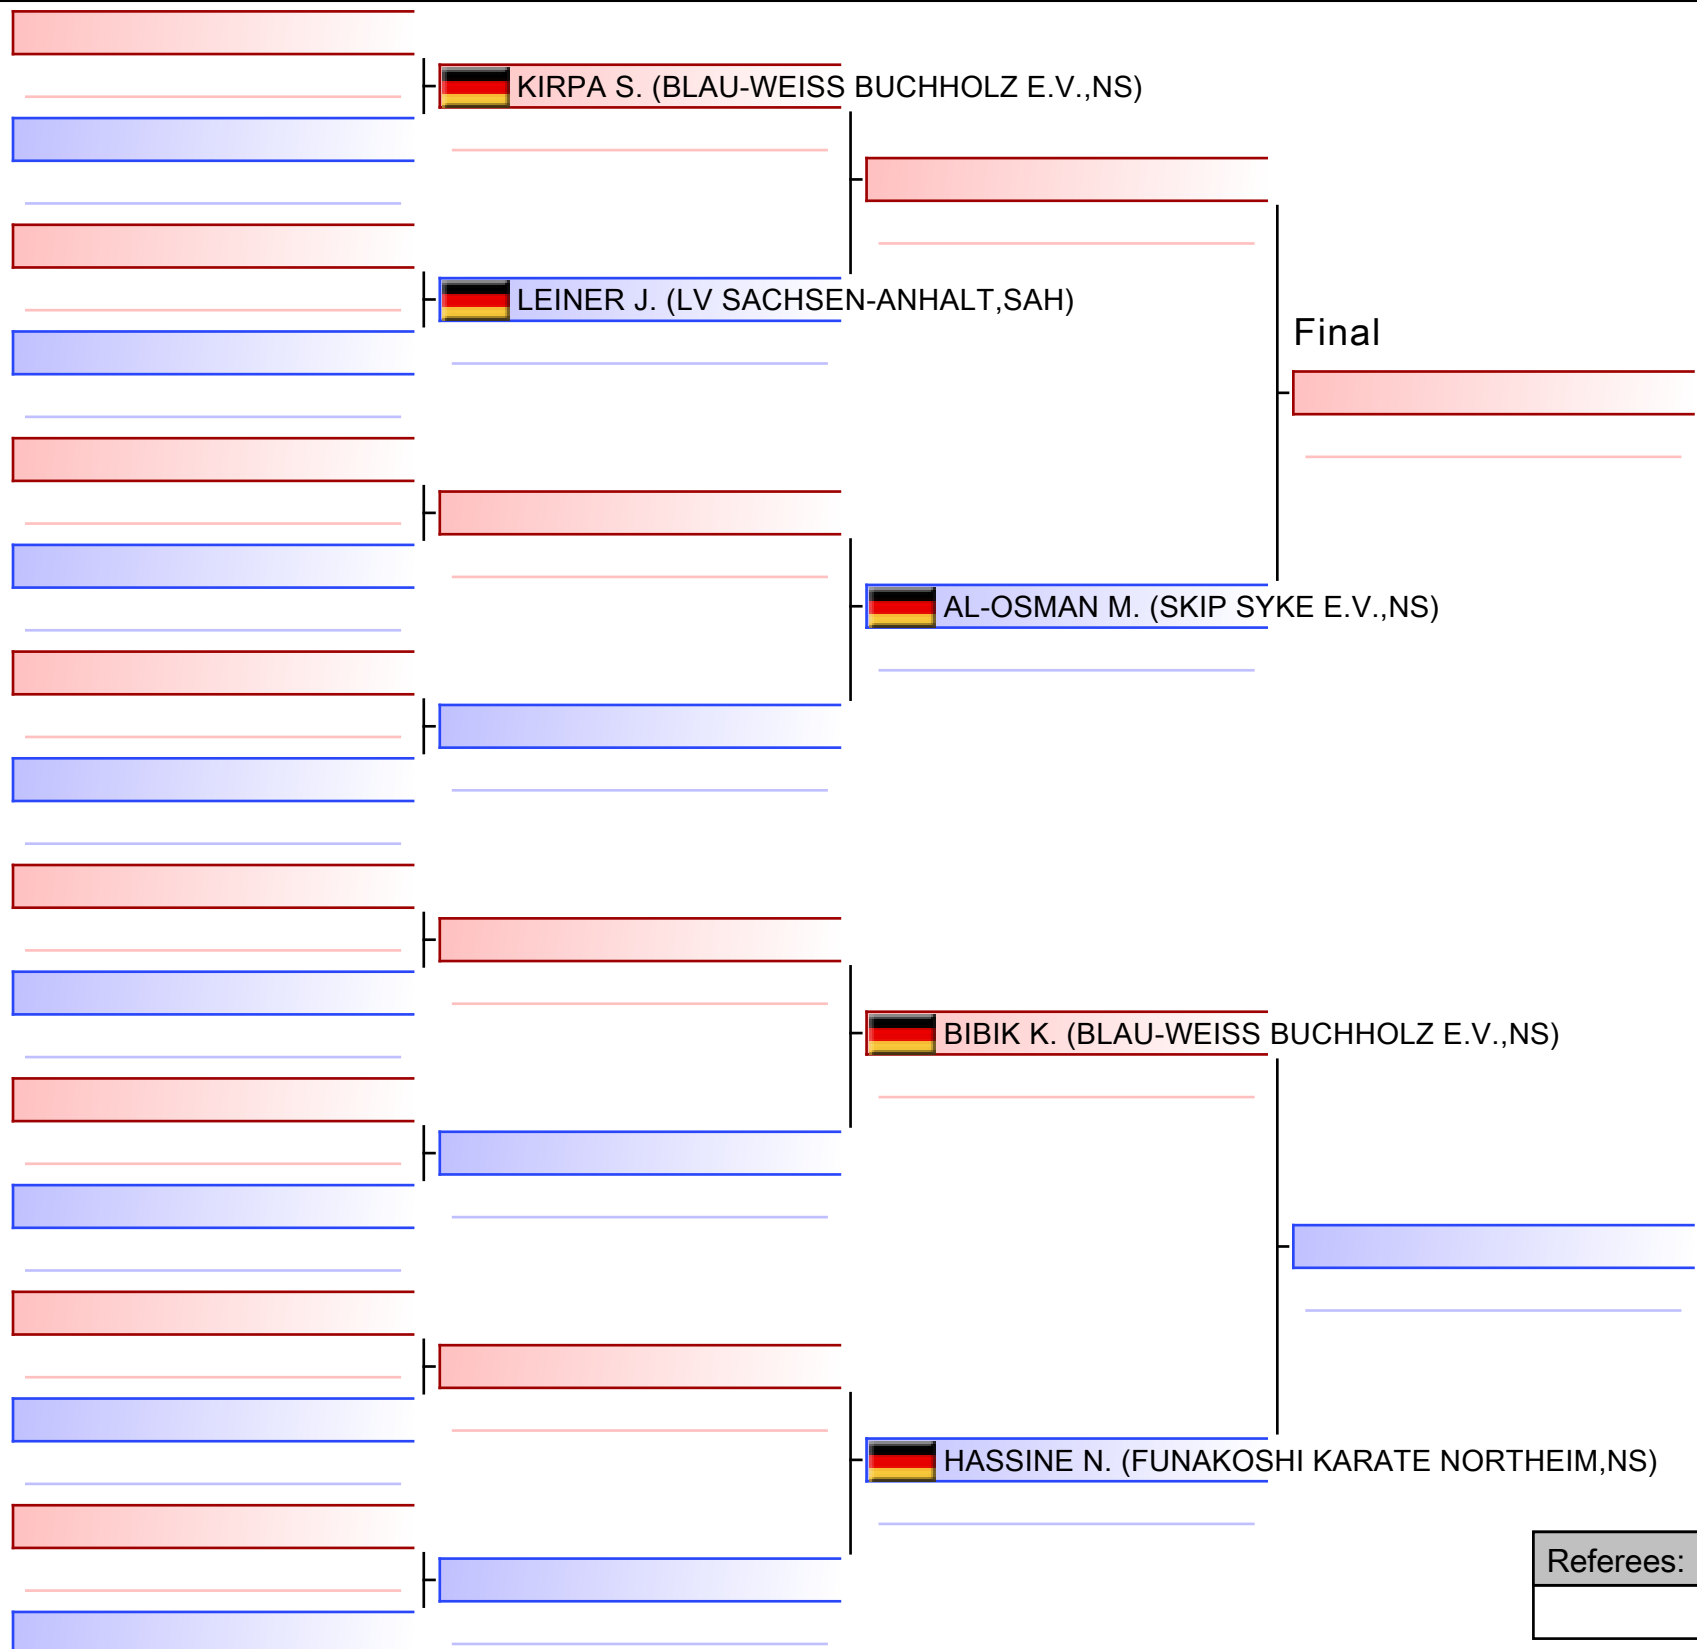 KIRPA S. (BLAU-WEISS BUCHHOLZ E.V.,NS)
LEINER J. (LV SACHSEN-ANHALT,SAH)
Final
AL-OSMAN M. (SKIP SYKE E.V.,NS)
BIBIK K. (BLAU-WEISS BUCHHOLZ E.V.,NS)
HASSINE N. (FUNAKOSHI KARATE NORTHEIM,NS)
Referees: